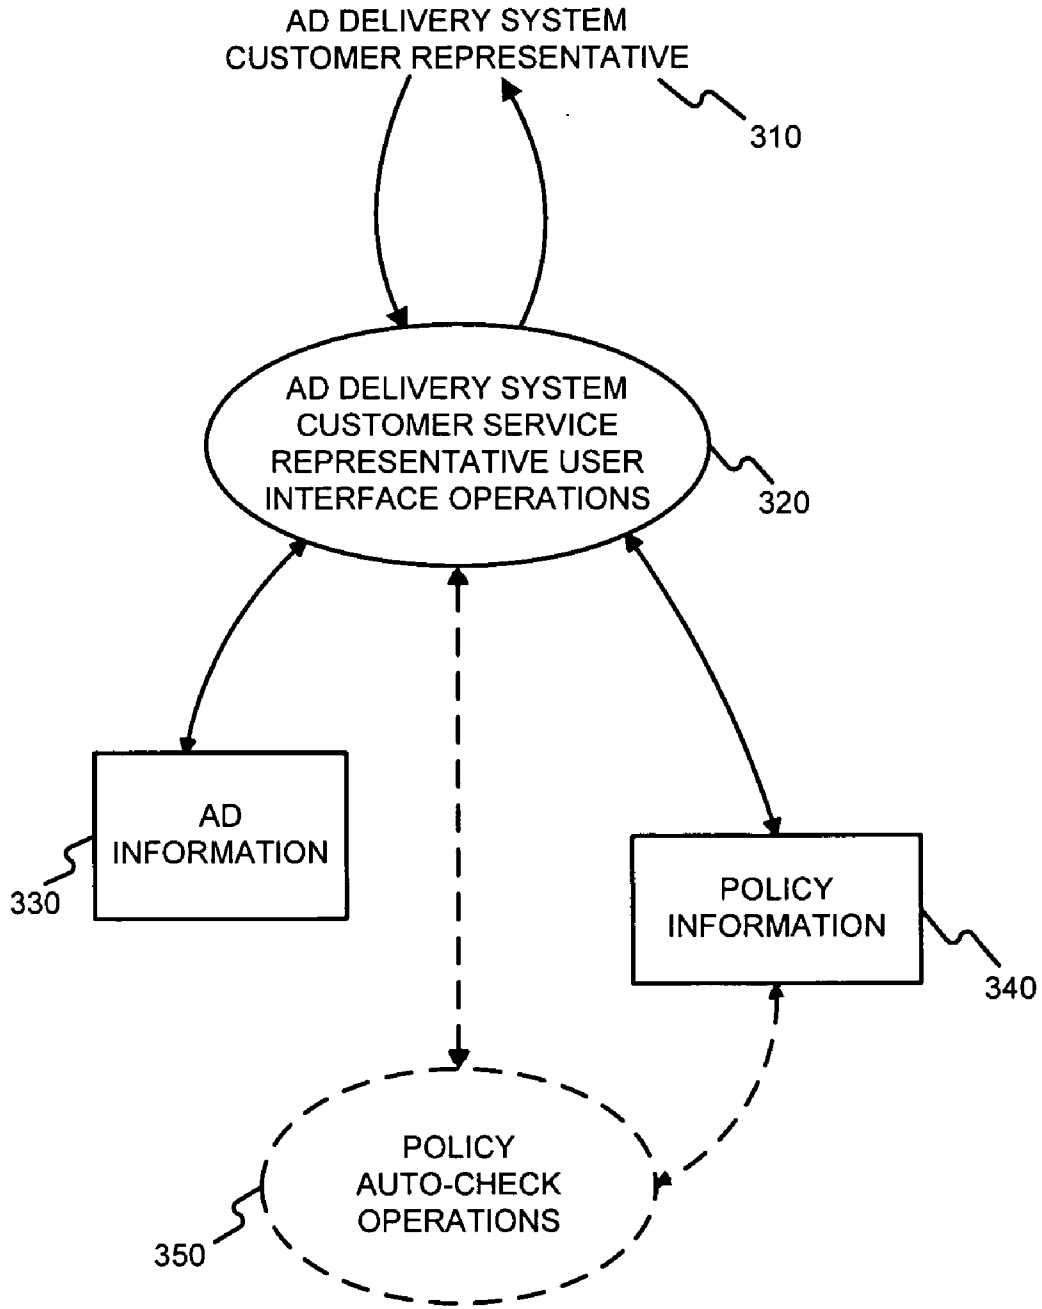 AD DELIVERY SYSTEM
CUSTOMER REPRESENTATIVE
310
AD DELIVERY SYSTEM
CUSTOMER SERVICE
REPRESENTATIVE USER
INTERFACE OPERATIONS
320
AD
INFORMATION
330
POLICY
INFORMATION
340
POLICY
AUTO-CHECK
OPERATIONS
350